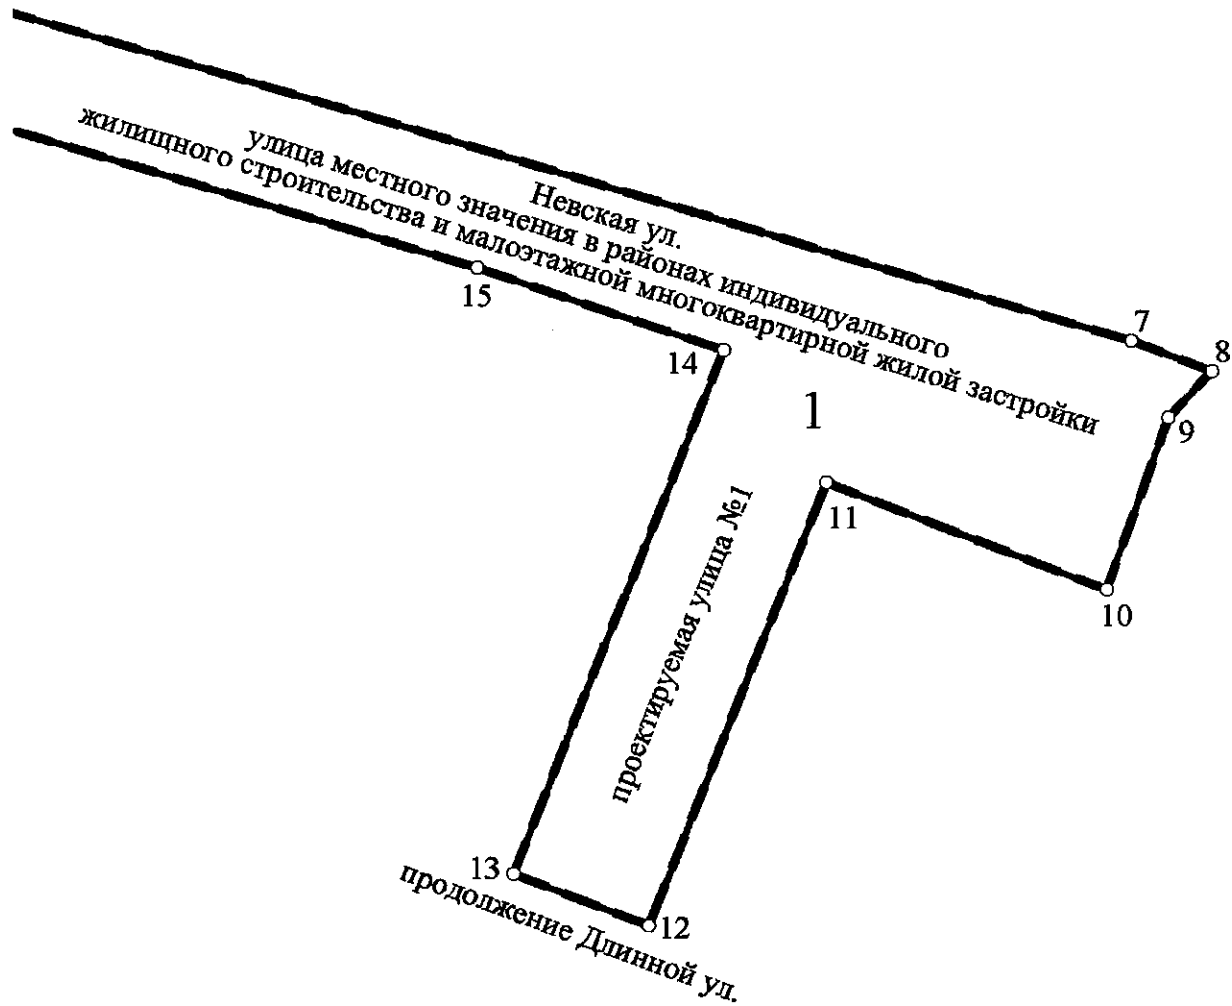 Невская ул.
улица местного значения в районах индивидуального
жилищного строительства и малоэтажной многоквартирной жилой застройки
7
8
9
15
14
1
11
10
проектируемая улица №1
13
12
продолжение Длинной ул.